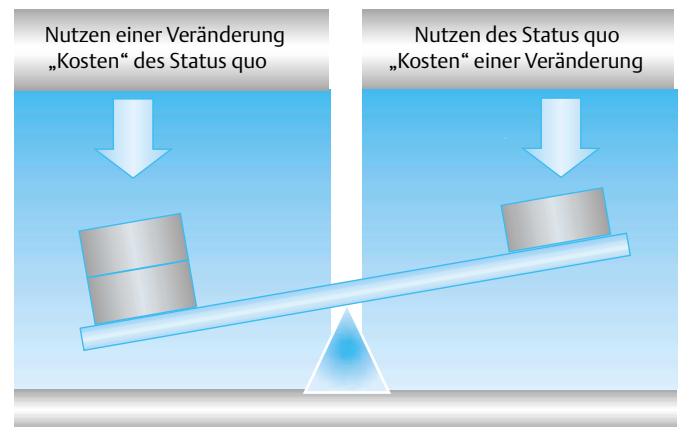 Nutzen einer Veränderung
„Kosten“ des Status quo
Nutzen des Status quo
„Kosten“ einer Veränderung